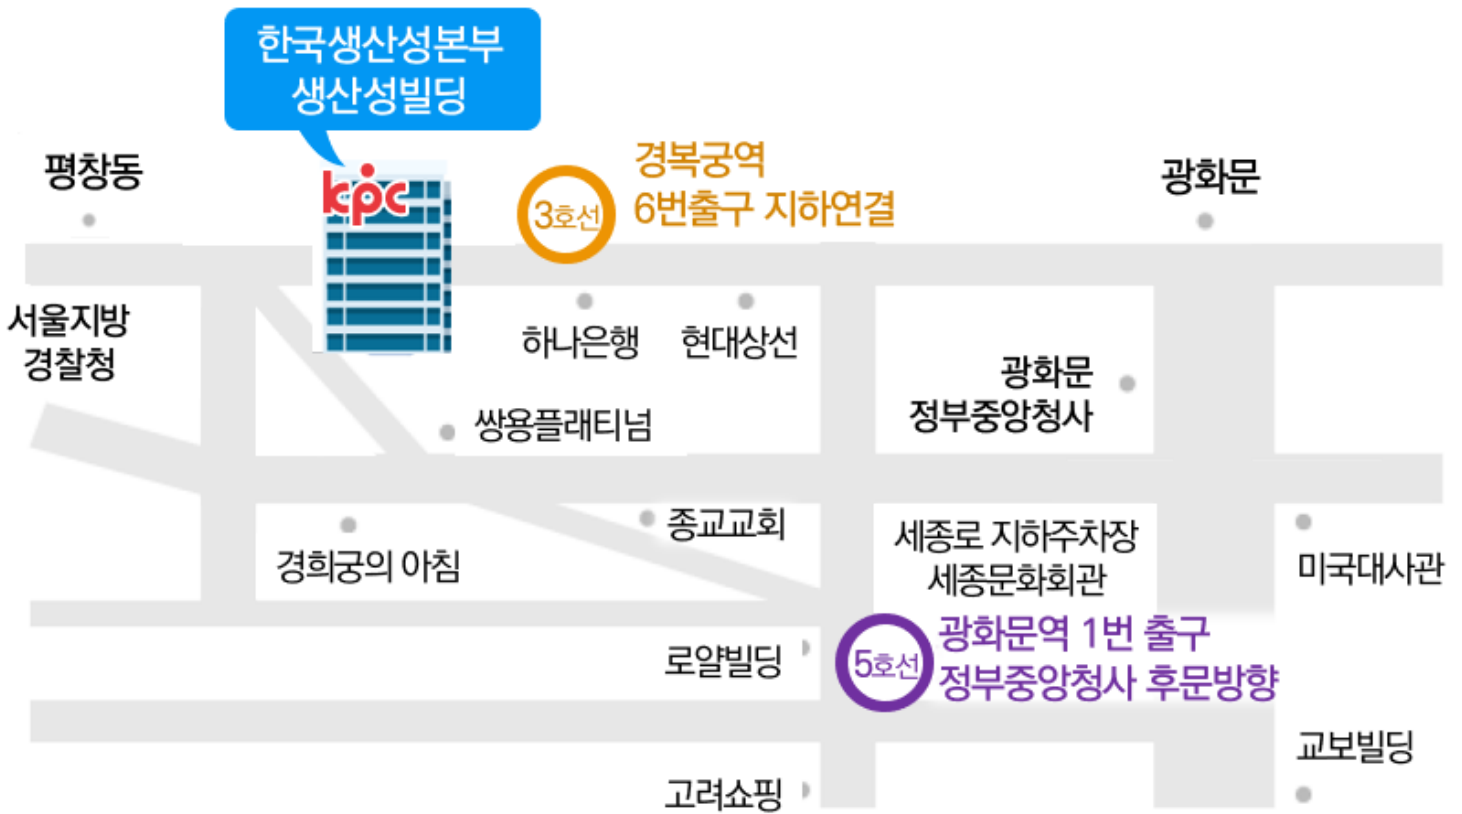 한국생산성본부
생산성빌딩
평창동
kpc
3호선
경복궁역
6번출구 지하연결
광화문
서울지방
경찰청
하나은행
현대상선
광화문
정부중앙청사
쌍용플래티넘
경희궁의 아침
종교교회
세종로 지하주차장
세종문화회관
미국대사관
로얄빌딩
5호선
광화문역 1번 출구
정부중앙청사 후문방향
고려쇼핑
교보빌딩